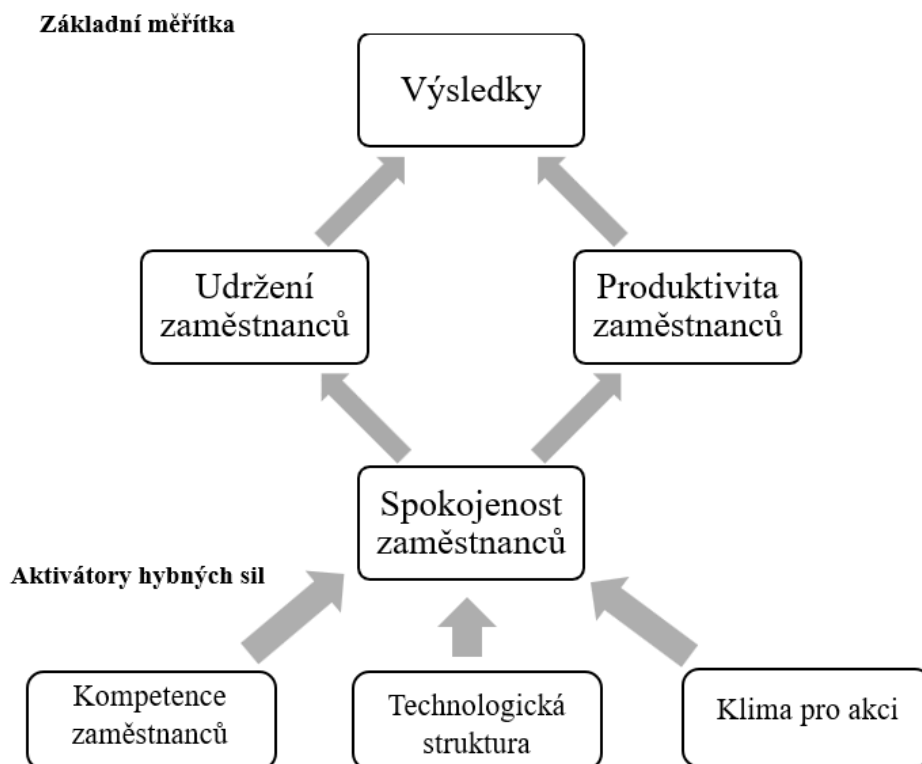 Základní měřítka
Výsledky
Udržení
zaměstnanců
Produktivita
zaměstnanců
Spokojenost
zaměstnanců
Aktivátory hybných sil
Kompetence
zaměstnanců
Technologická
struktura
Klima pro akci